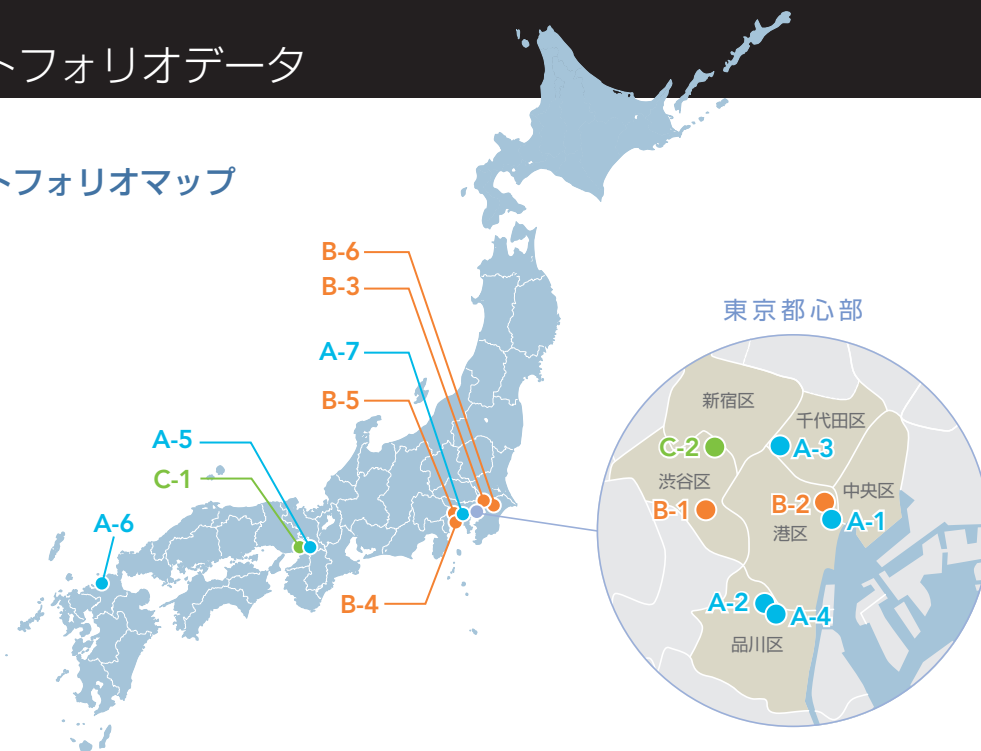 トフォリオデータ
トフォリオマップ
B-6
B-3
A-7
B-5
A-5
C-1
A-6
B-4
東京都心部
新宿区
千代田区
C-2
A-3
渋谷区
中央区
B-1
B-2
A-1
港区
A-2
A-4
品川区